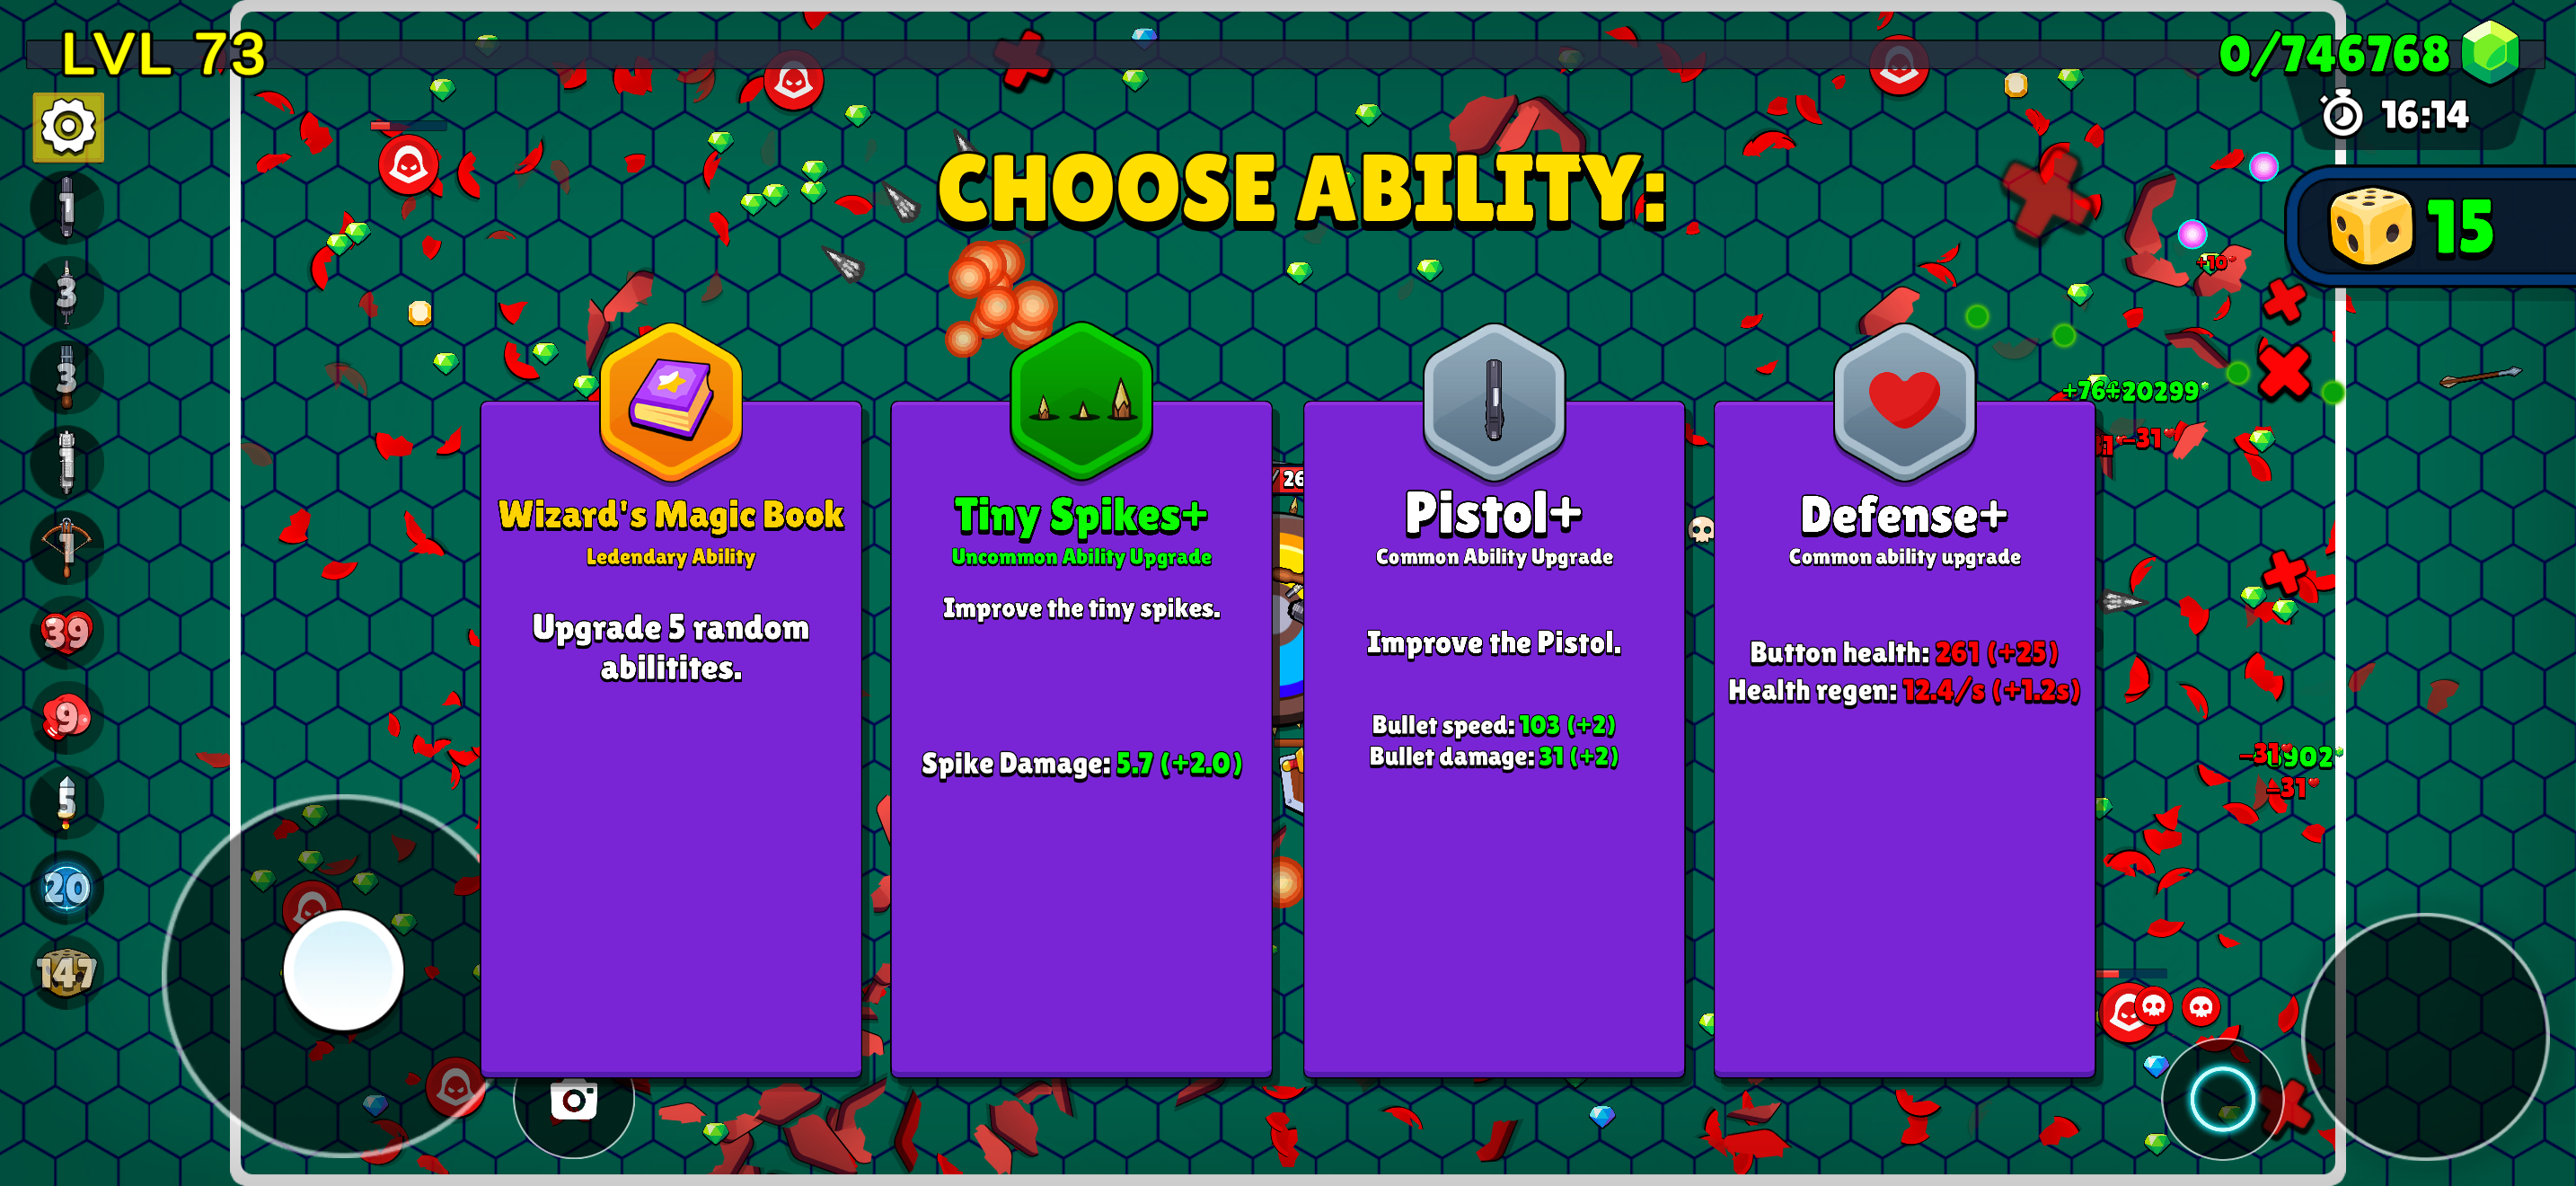 LVL 73
0/746768
16:14
15
1
3
3
1
1
39
9
5
20
147
CHOOSE ABILITY:
Wizard's Magic Book
Ledendary Ability
Upgrade 5 random
abilitites.
Tiny Spikes+
Uncommon Ability Upgrade
Improve the tiny spikes.
Spike Damage: 5.7 (+2.0)
Pistol+
Common Ability Upgrade
Improve the Pistol.
Bullet speed: 103 (+2)
Bullet damage: 31 (+2)
Defense+
Common ability upgrade
Button health: 261 (+25)
Health regen: 12.4/s (+1.2s)
+10
-31
-31
-31